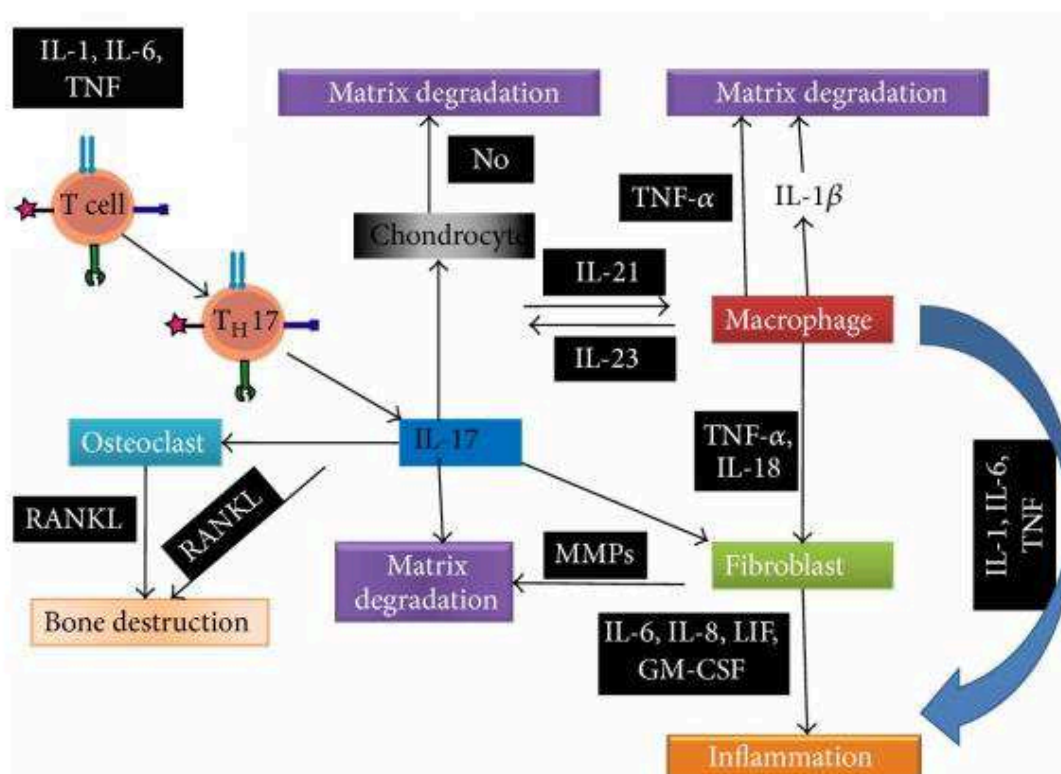 IL-1, IL-6,
TNF
Matrix degradation
Matrix degradation
No
TNF-α
IL-1β
T cell
Chondrocyte
IL-21
T_H 17
Macrophage
IL-23
Osteoclast
IL-17
TNF-α,
IL-18
RANKL
RANKL
IL-1, IL-6,
TNF
Matrix
degradation
MMPs
Fibroblast
Bone destruction
IL-6, IL-8, LIF,
GM-CSF
Inflammation